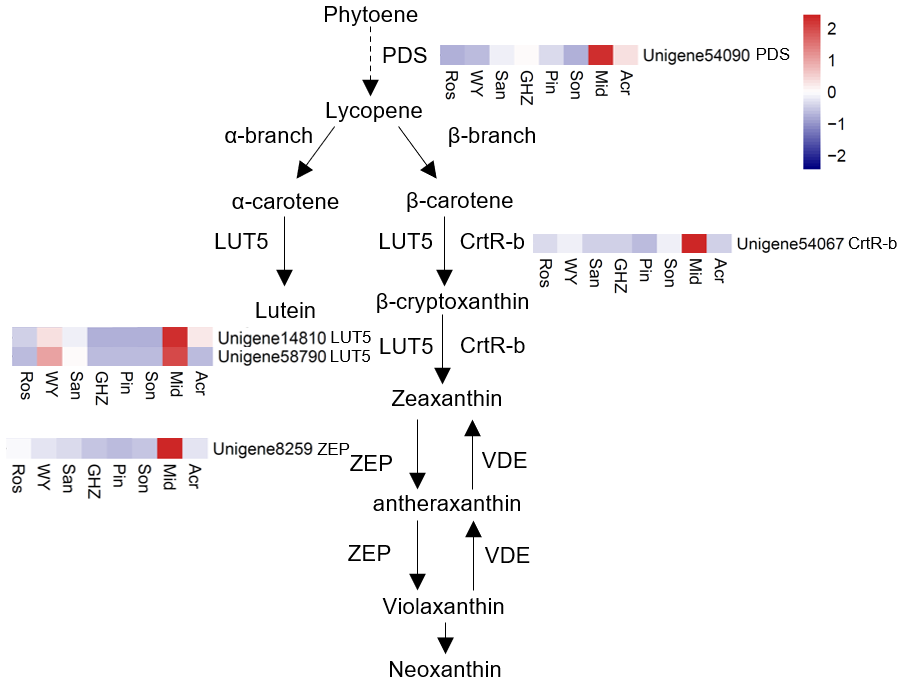 Phytoene
PDS
Ros WY San GHZ Pin Son Mid Acr
Unigene54090 PDS
2
1
0
−1
−2
Lycopene
α-branch
β-branch
α-carotene
β-carotene
LUT5
LUT5
CrtR-b
Ros WY San GHZ Pin Son Mid Acr
Unigene54067 CrtR-b
Lutein
β-cryptoxanthin
Unigene14810 LUT5
Unigene58790 LUT5
Ros WY San GHZ Pin Son Mid Acr
LUT5
CrtR-b
Zeaxanthin
Unigene8259 ZEP
Ros WY San GHZ Pin Son Mid Acr
ZEP
VDE
antheraxanthin
ZEP
VDE
Violaxanthin
Neoxanthin